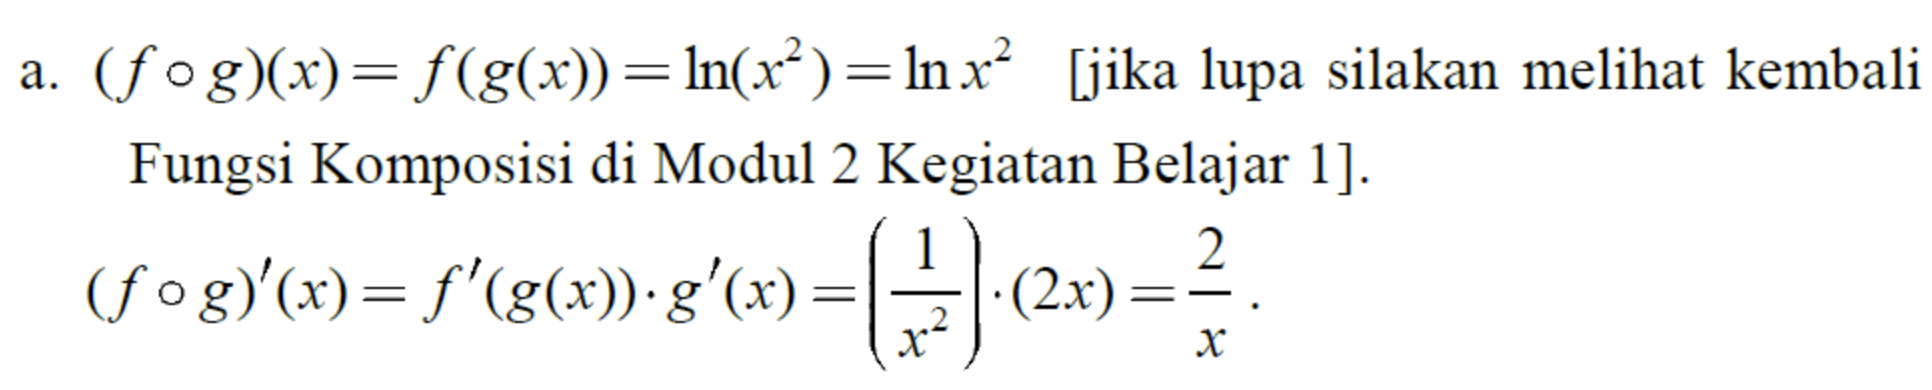 a. (f ∘ g)(x) = f(g(x)) = ln(x²) = ln x² [jika lupa silakan melihat kembali
Fungsi Komposisi di Modul 2 Kegiatan Belajar 1].
(f ∘ g)′(x) = f′(g(x)) · g′(x) = (1/x²) · (2x) = 2/x .